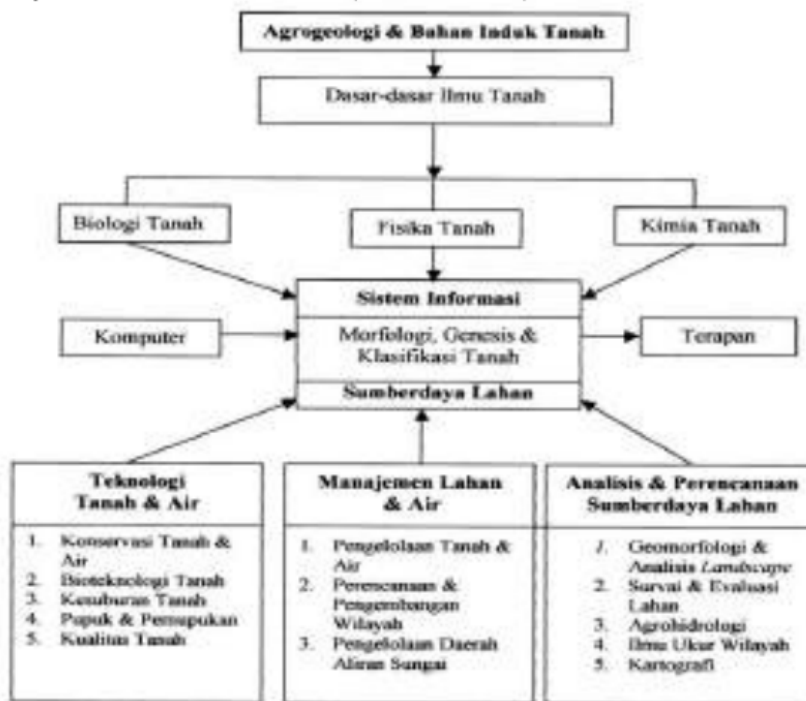 Agrogeologi & Bahan Induk Tanah
Dasar-dasar Ilmu Tanah
Biologi Tanah
Fisika Tanah
Kimia Tanah
Sistem Informasi
Komputer
Morfologi, Genesis &
Klasifikasi Tanah
Terapan
Sumberdaya Lahan
Teknologi
Tanah & Air
1. Konservasi Tanah &
Air
2. Bioteknologi Tanah
3. Kesuburan Tanah
4. Pupuk & Pemupukan
5. Kualitas Tanah
Manajemen Lahan
& Air
1. Pengelolaan Tanah &
Air
2. Perencanaan &
Pengembangan
Wilayah
3. Pengelolaan Daerah
Aliran Sungai
Analisis & Perencanaan
Sumberdaya Lahan
1. Geomorfologi &
Analisis Landscape
2. Survai & Evaluasi
Lahan
3. Agrohidrologi
4. Ilmu Ukur Wilayah
5. Kartografi